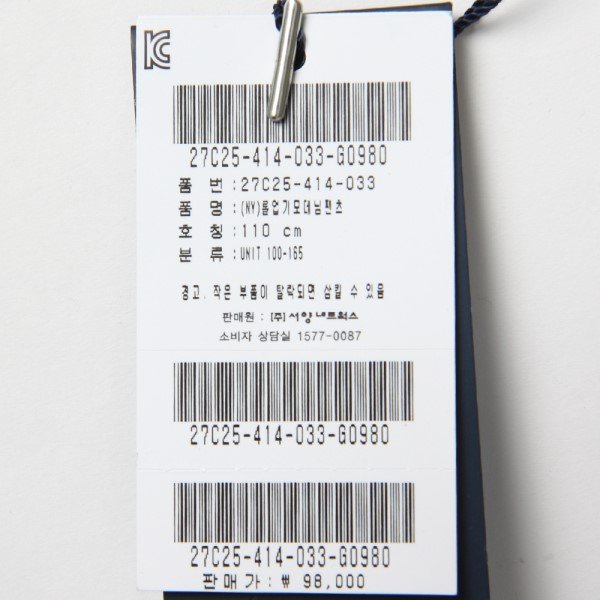 KC
27C25-414-033-G0980
품 번 : 27C25-414-033
품 명 : (NY)롤업기모데님팬츠
호 칭 : 110 cm
분 류 : UNIT 100-165
경고. 작은 부품이 탈락되면 삼킬 수 있음
판매원 : (주)서양네트웍스
소비자 상담실 1577-0087
27C25-414-033-G0980
27C25-414-033-G0980
판매가 : ₩ 98,000